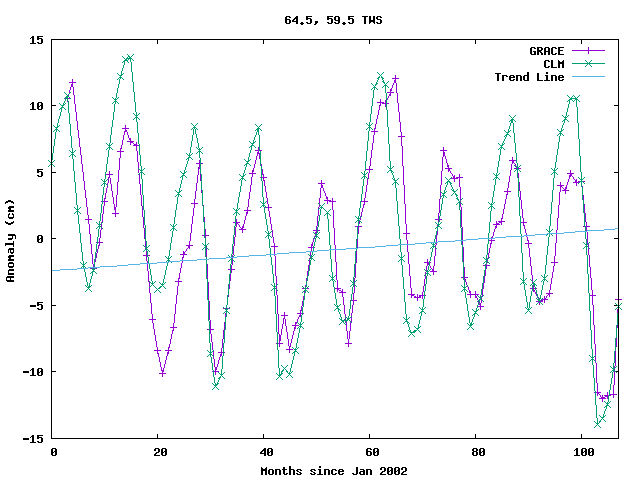 64.5, 59.5 TWS
GRACE
CLM
Trend Line
Anomaly (cm)
15
10
5
0
-5
-10
-15
0 20 40 60 80 100
Months since Jan 2002